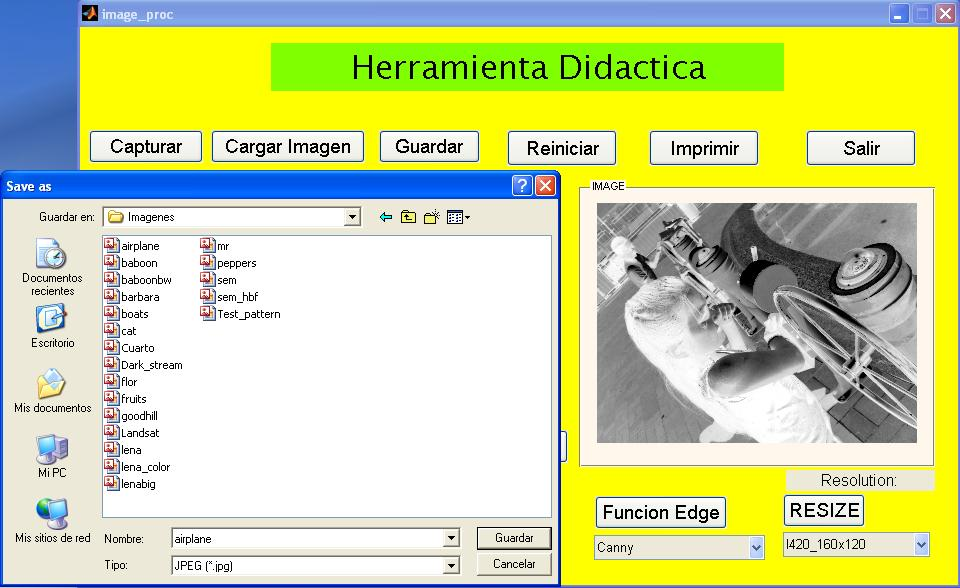 image_proc
Herramienta Didactica
Capturar
Cargar Imagen
Guardar
Reiniciar
Imprimir
Salir
Save as
Guardar en:
Imagenes
Documentos
recientes
Escritorio
Mis documentos
Mi PC
Mis sitios de red
airplane
baboon
baboonbw
barbara
boats
cat
Cuarto
Dark_stream
flor
fruits
goodhill
Landsat
lena
lena_color
lenabig
mr
peppers
sem
sem_hbf
Test_pattern
Nombre:
airplane
Guardar
Tipo:
JPEG (*.jpg)
Cancelar
IMAGE
Resolution:
Funcion Edge
RESIZE
Canny
I420_160x120